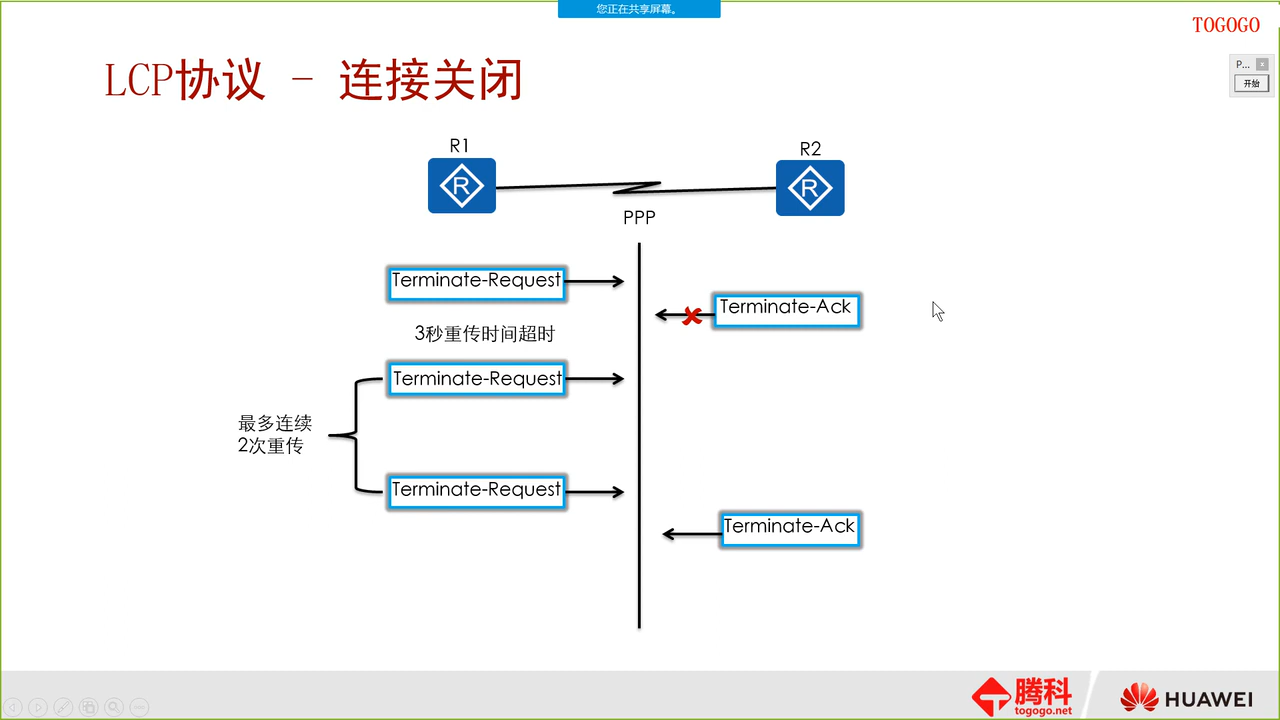 您正在共享屏幕。
TOGOGO
P...
开始
LCP协议 - 连接关闭
R1
R2
R
R
PPP
Terminate-Request
Terminate-Ack
3秒重传时间超时
Terminate-Request
最多连续
2次重传
Terminate-Request
Terminate-Ack
腾科
togogo.net
HUAWEI